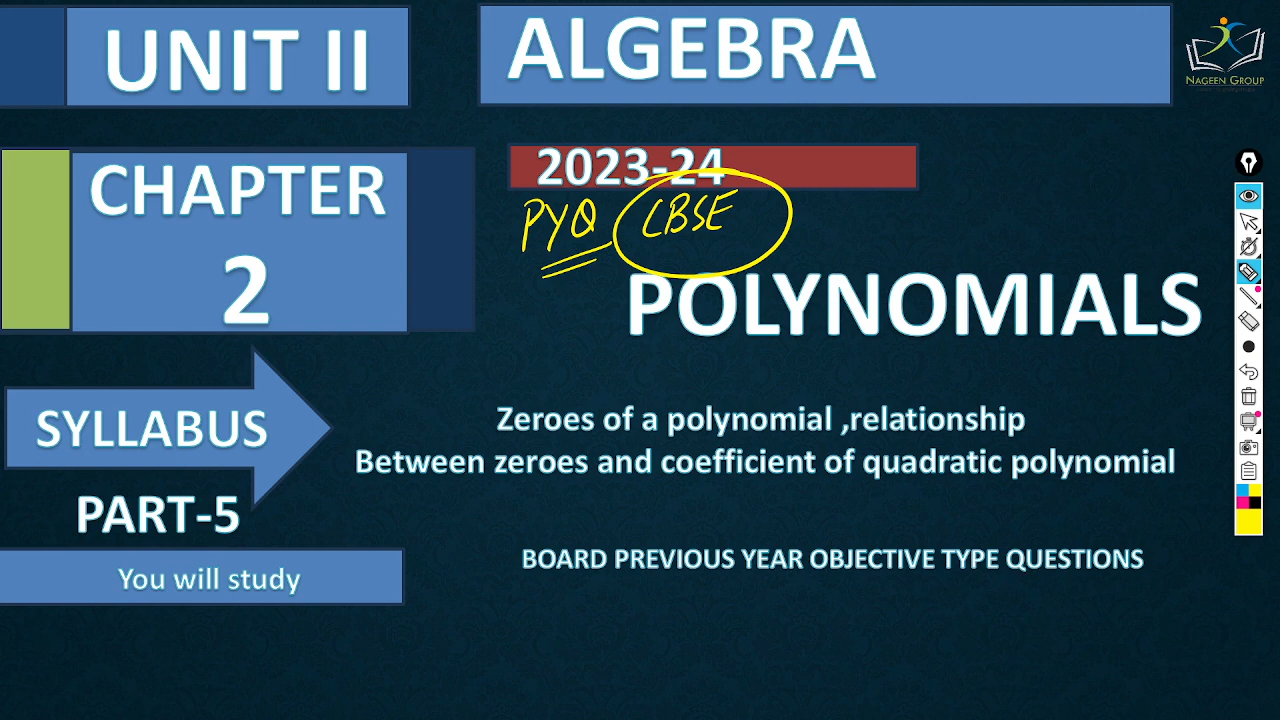 UNIT II
ALGEBRA
NAGEEN GROUP
CHAPTER
2
2023-24
PYQ CBSE
POLYNOMIALS
SYLLABUS
Zeroes of a polynomial ,relationship
Between zeroes and coefficient of quadratic polynomial
PART-5
BOARD PREVIOUS YEAR OBJECTIVE TYPE QUESTIONS
You will study